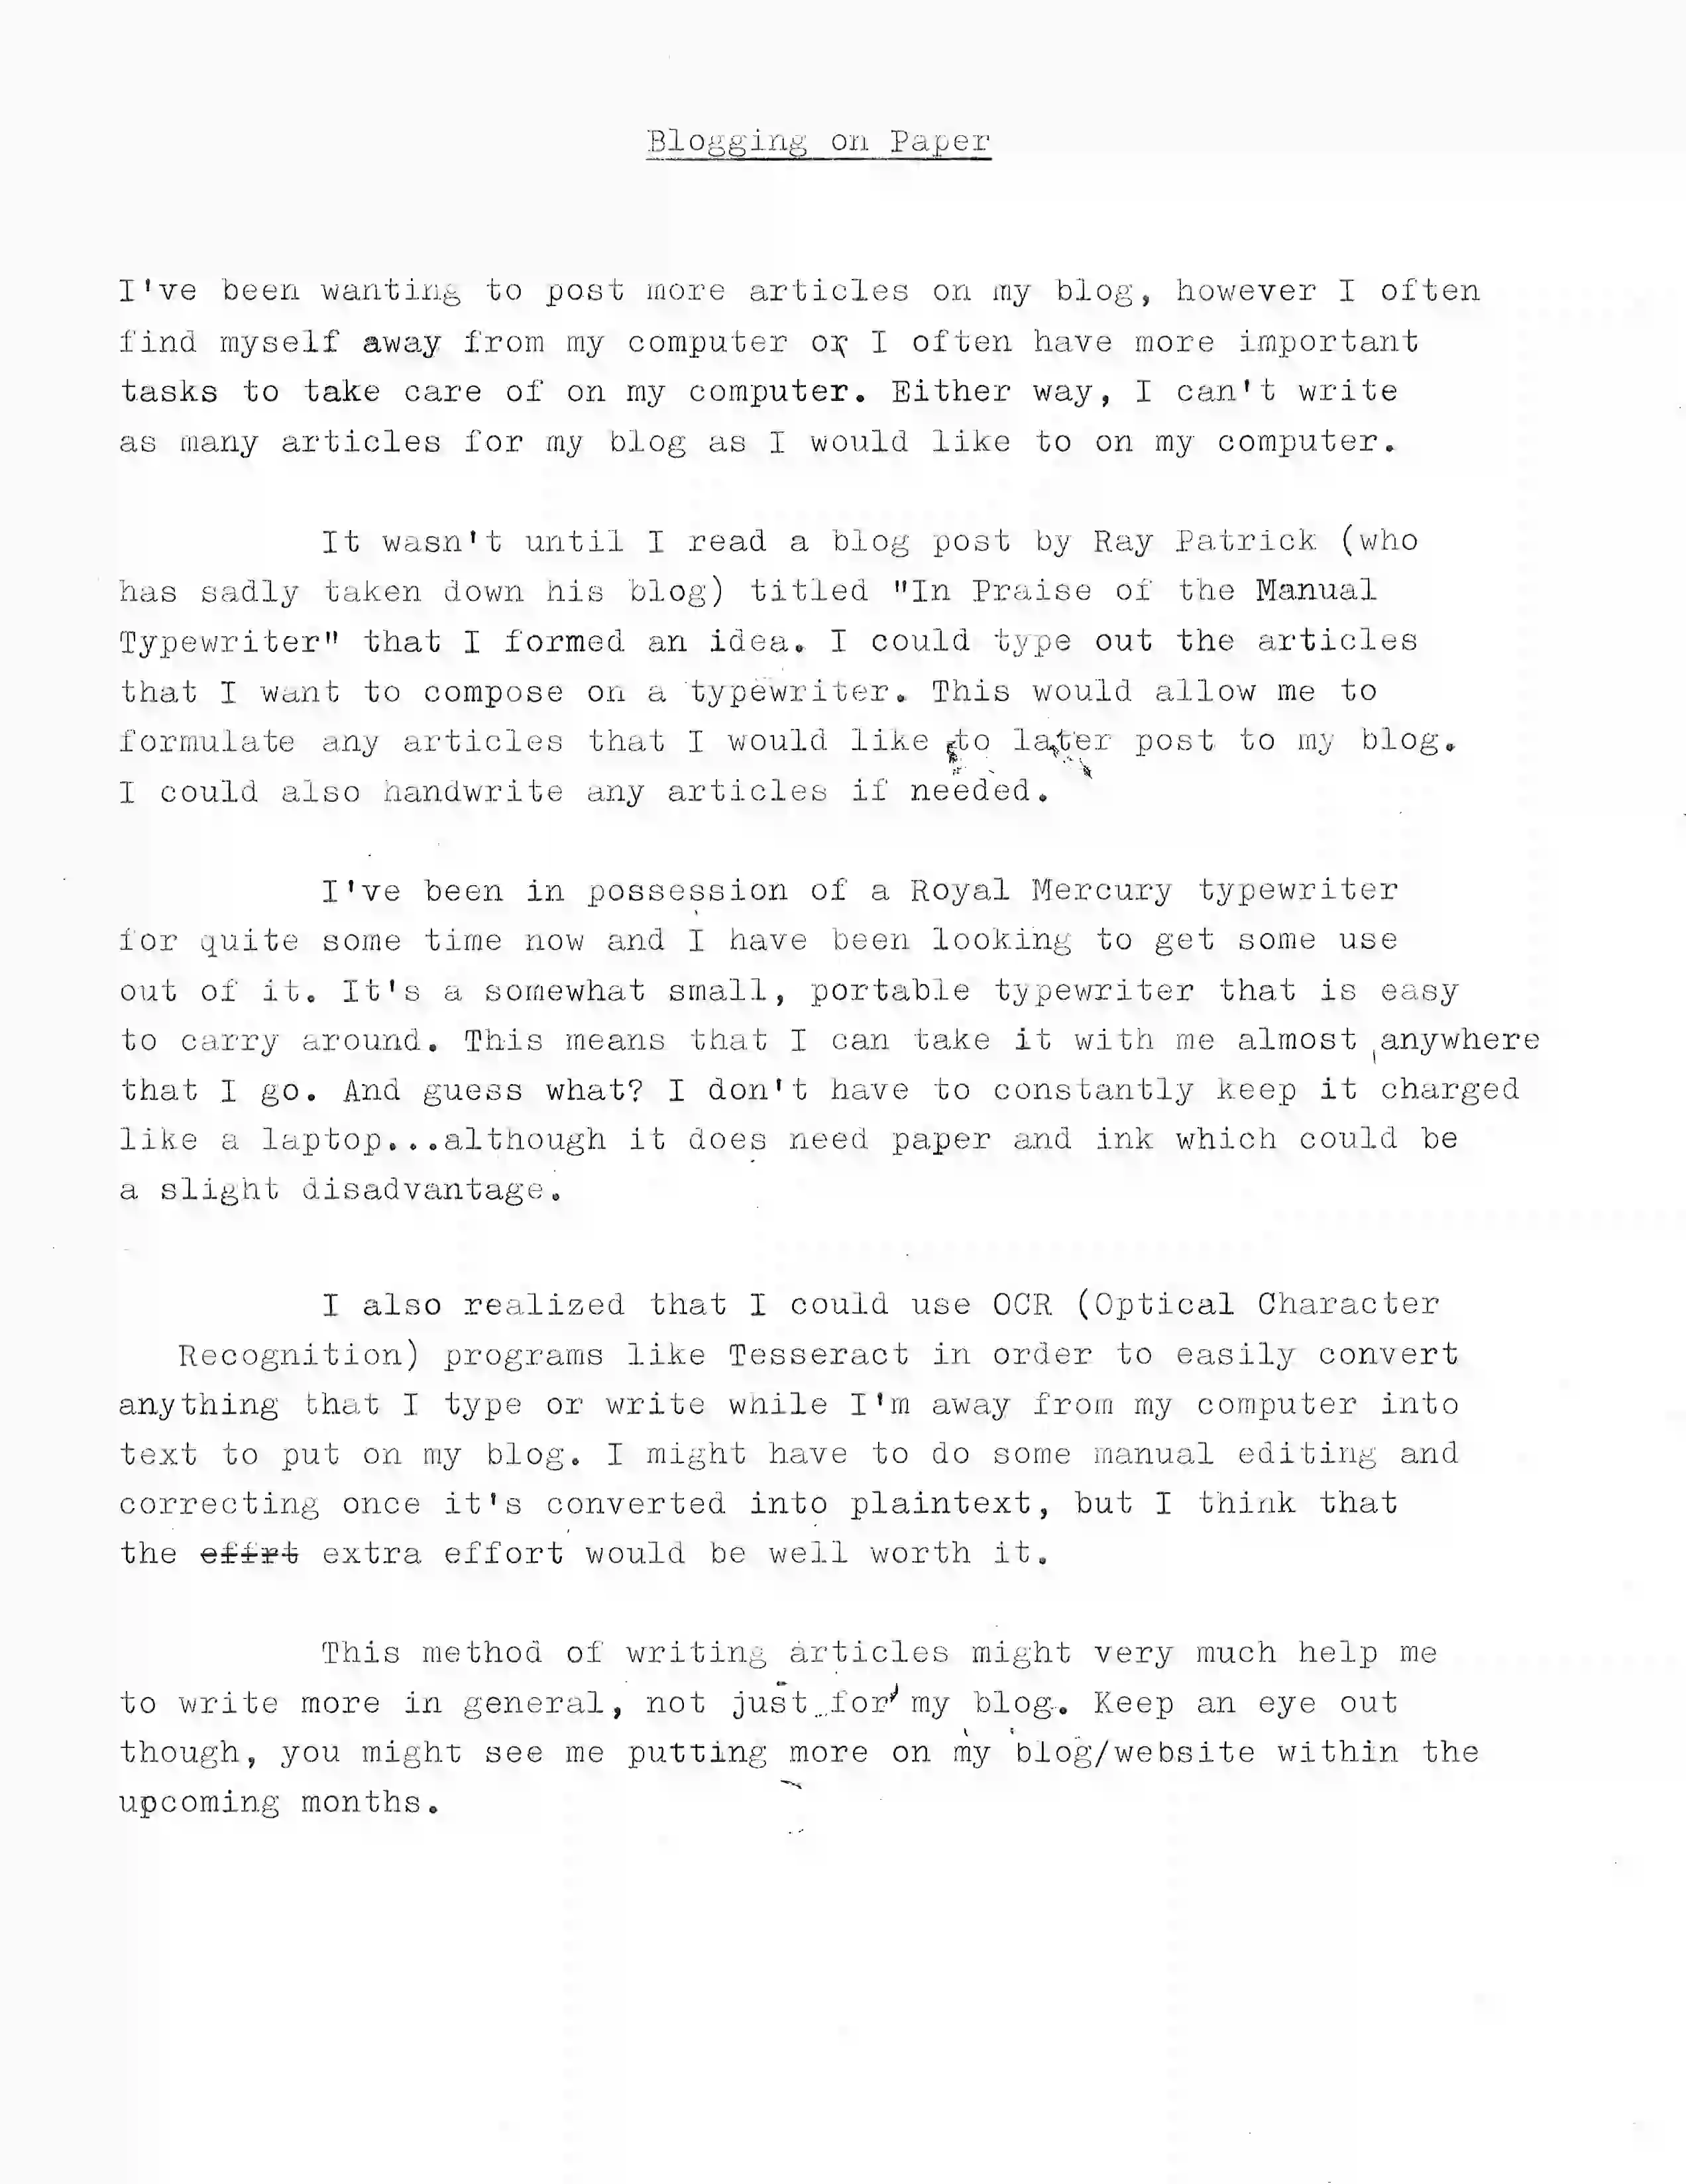 Blogging on Paper
I've been wanting to post more articles on my blog, however I often
find myself away from my computer or I often have more important
tasks to take care of on my computer. Either way, I can't write
as many articles for my blog as I would like to on my computer.
It wasn't until I read a blog post by Ray Patrick (who
has sadly taken down his blog) titled "In Praise of the Manual
Typewriter" that I formed an idea. I could type out the articles
that I want to compose on a typewriter. This would allow me to
formulate any articles that I would like to later post to my blog.
I could also handwrite any articles if needed.
I've been in possession of a Royal Mercury typewriter
for quite some time now and I have been looking to get some use
out of it. It's a somewhat small, portable typewriter that is easy
to carry around. This means that I can take it with me almost anywhere
that I go. And guess what? I don't have to constantly keep it charged
like a laptop...although it does need paper and ink which could be
a slight disadvantage.
I also realized that I could use OCR (Optical Character
Recognition) programs like Tesseract in order to easily convert
anything that I type or write while I'm away from my computer into
text to put on my blog. I might have to do some manual editing and
correcting once it's converted into plaintext, but I think that
the effrt extra effort would be well worth it.
This method of writing articles might very much help me
to write more in general, not just for my blog. Keep an eye out
though, you might see me putting more on my blog/website within the
upcoming months.